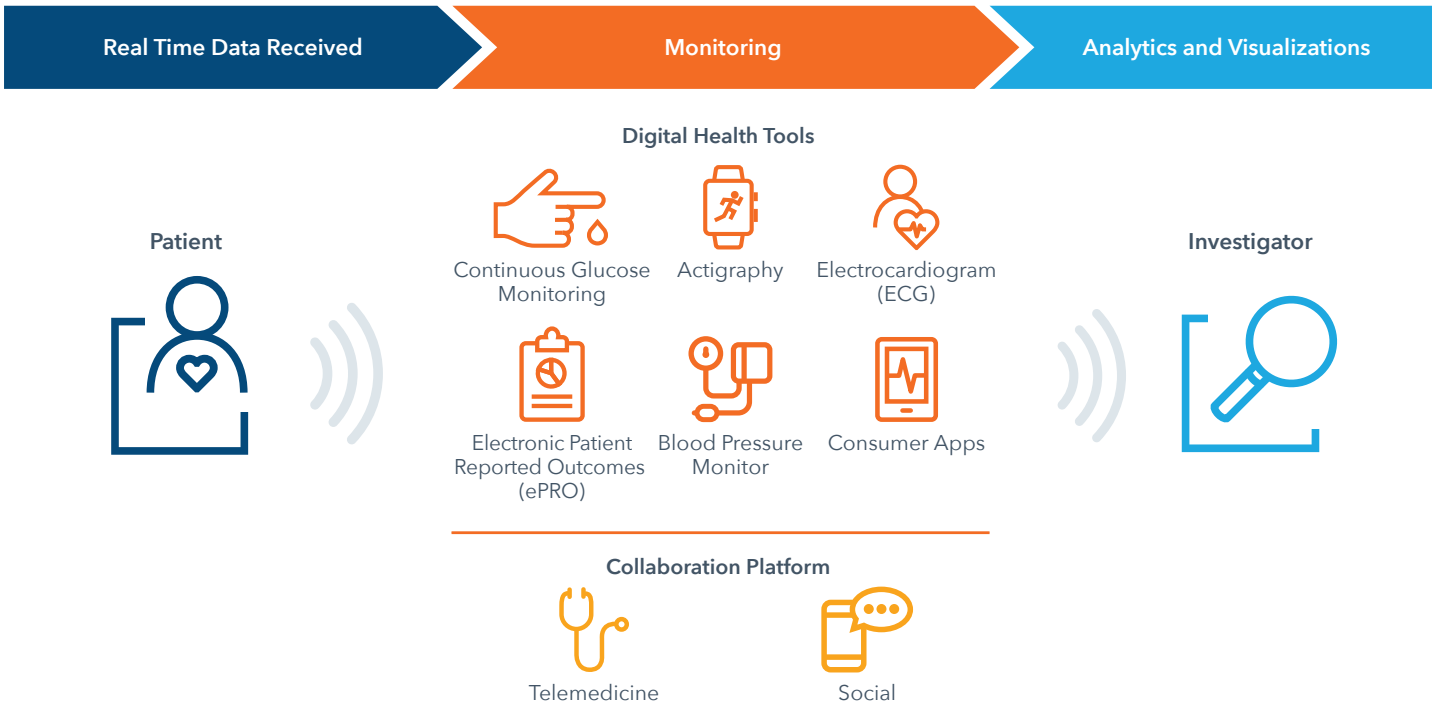 Real Time Data Received
Monitoring
Analytics and Visualizations
Digital Health Tools
Patient
Investigator
Continuous Glucose
Monitoring
Actigraphy
Electrocardiogram
(ECG)
Electronic Patient
Reported Outcomes
(ePRO)
Blood Pressure
Monitor
Consumer Apps
Collaboration Platform
Telemedicine
Social